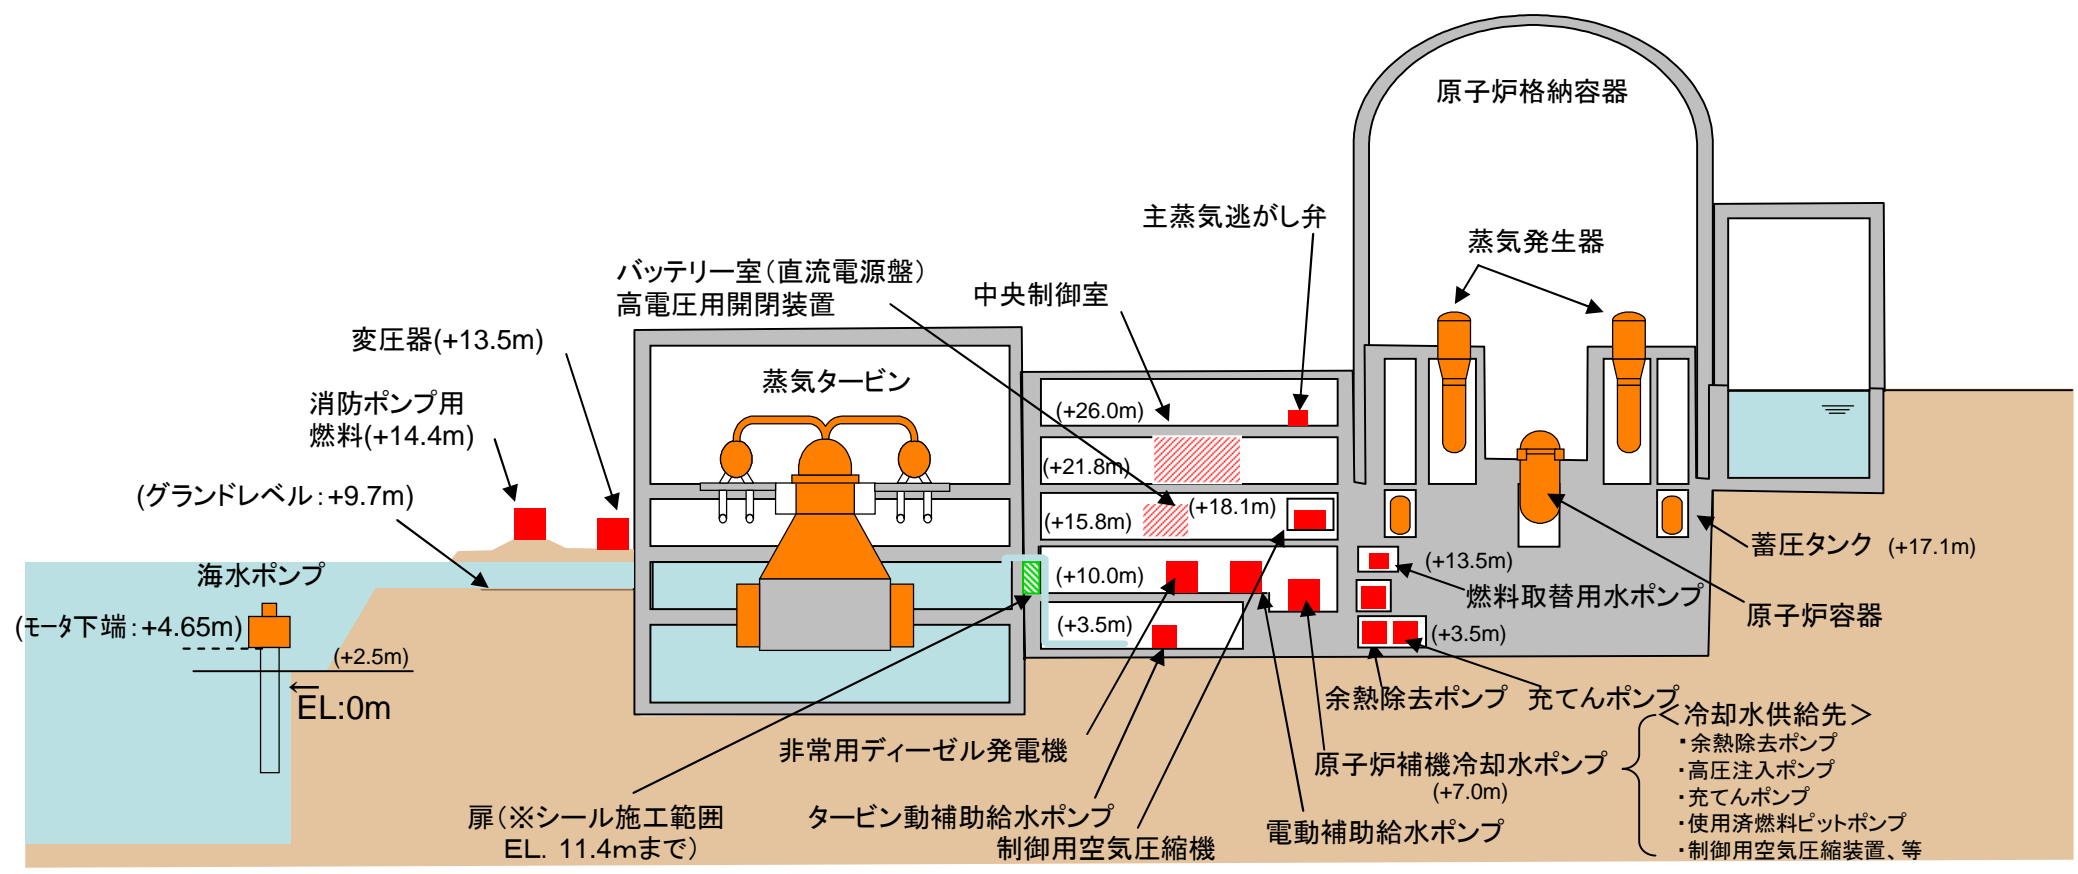 原子炉格納容器
主蒸気逃がし弁
蒸気発生器
バッテリー室(直流電源盤)
高電圧用開閉装置
中央制御室
変圧器(+13.5m)
蒸気タービン
消防ポンプ用
燃料(+14.4m)
(+26.0m)
(+21.8m)
(グランドレベル:+9.7m)
(+18.1m)
(+15.8m)
蓄圧タンク (+17.1m)
海水ポンプ
(+10.0m)
(+13.5m)
燃料取替用水ポンプ
原子炉容器
(モータ下端:+4.65m)
(+3.5m)
(+3.5m)
(+2.5m)
←
EL:0m
余熱除去ポンプ 充てんポンプ
<冷却水供給先>
・余熱除去ポンプ
・高圧注入ポンプ
・充てんポンプ
・使用済燃料ピットポンプ
・制御用空気圧縮装置、等
非常用ディーゼル発電機
原子炉補機冷却水ポンプ
(+7.0m)
扉(※シール施工範囲
EL. 11.4mまで)
タービン動補助給水ポンプ
制御用空気圧縮機
電動補助給水ポンプ